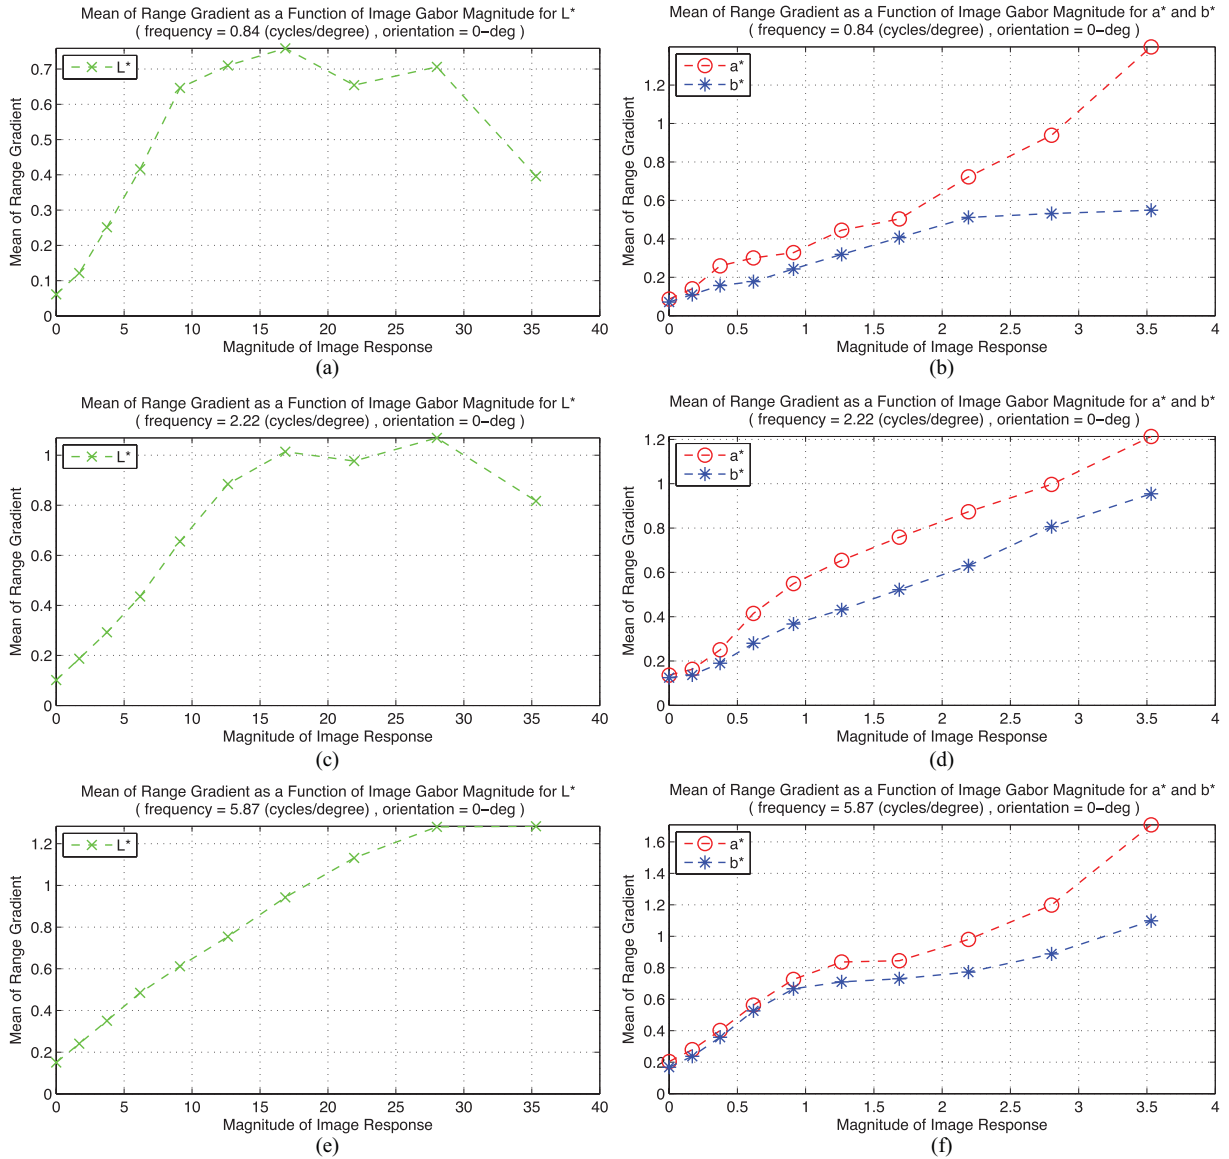 Mean of Range Gradient as a Function of Image Gabor Magnitude for L*
( frequency = 0.84 (cycles/degree) , orientation = 0−deg )
L*
Mean of Range Gradient
0.7
0.6
0.5
0.4
0.3
0.2
0.1
0
0 5 10 15 20 25 30 35 40
Magnitude of Image Response
(a)
Mean of Range Gradient as a Function of Image Gabor Magnitude for a* and b*
( frequency = 0.84 (cycles/degree) , orientation = 0−deg )
a*
b*
Mean of Range Gradient
1.2
1
0.8
0.6
0.4
0.2
0
0 0.5 1 1.5 2 2.5 3 3.5 4
Magnitude of Image Response
(b)
Mean of Range Gradient as a Function of Image Gabor Magnitude for L*
( frequency = 2.22 (cycles/degree) , orientation = 0−deg )
L*
Mean of Range Gradient
1
0.8
0.6
0.4
0.2
0
0 5 10 15 20 25 30 35 40
Magnitude of Image Response
(c)
Mean of Range Gradient as a Function of Image Gabor Magnitude for a* and b*
( frequency = 2.22 (cycles/degree) , orientation = 0−deg )
a*
b*
Mean of Range Gradient
1.2
1
0.8
0.6
0.4
0.2
0
0 0.5 1 1.5 2 2.5 3 3.5 4
Magnitude of Image Response
(d)
Mean of Range Gradient as a Function of Image Gabor Magnitude for L*
( frequency = 5.87 (cycles/degree) , orientation = 0−deg )
L*
Mean of Range Gradient
1.2
1
0.8
0.6
0.4
0.2
0
0 5 10 15 20 25 30 35 40
Magnitude of Image Response
(e)
Mean of Range Gradient as a Function of Image Gabor Magnitude for a* and b*
( frequency = 5.87 (cycles/degree) , orientation = 0−deg )
a*
b*
Mean of Range Gradient
1.6
1.4
1.2
1
0.8
0.6
0.4
0.2
0
0 0.5 1 1.5 2 2.5 3 3.5 4
Magnitude of Image Response
(f)